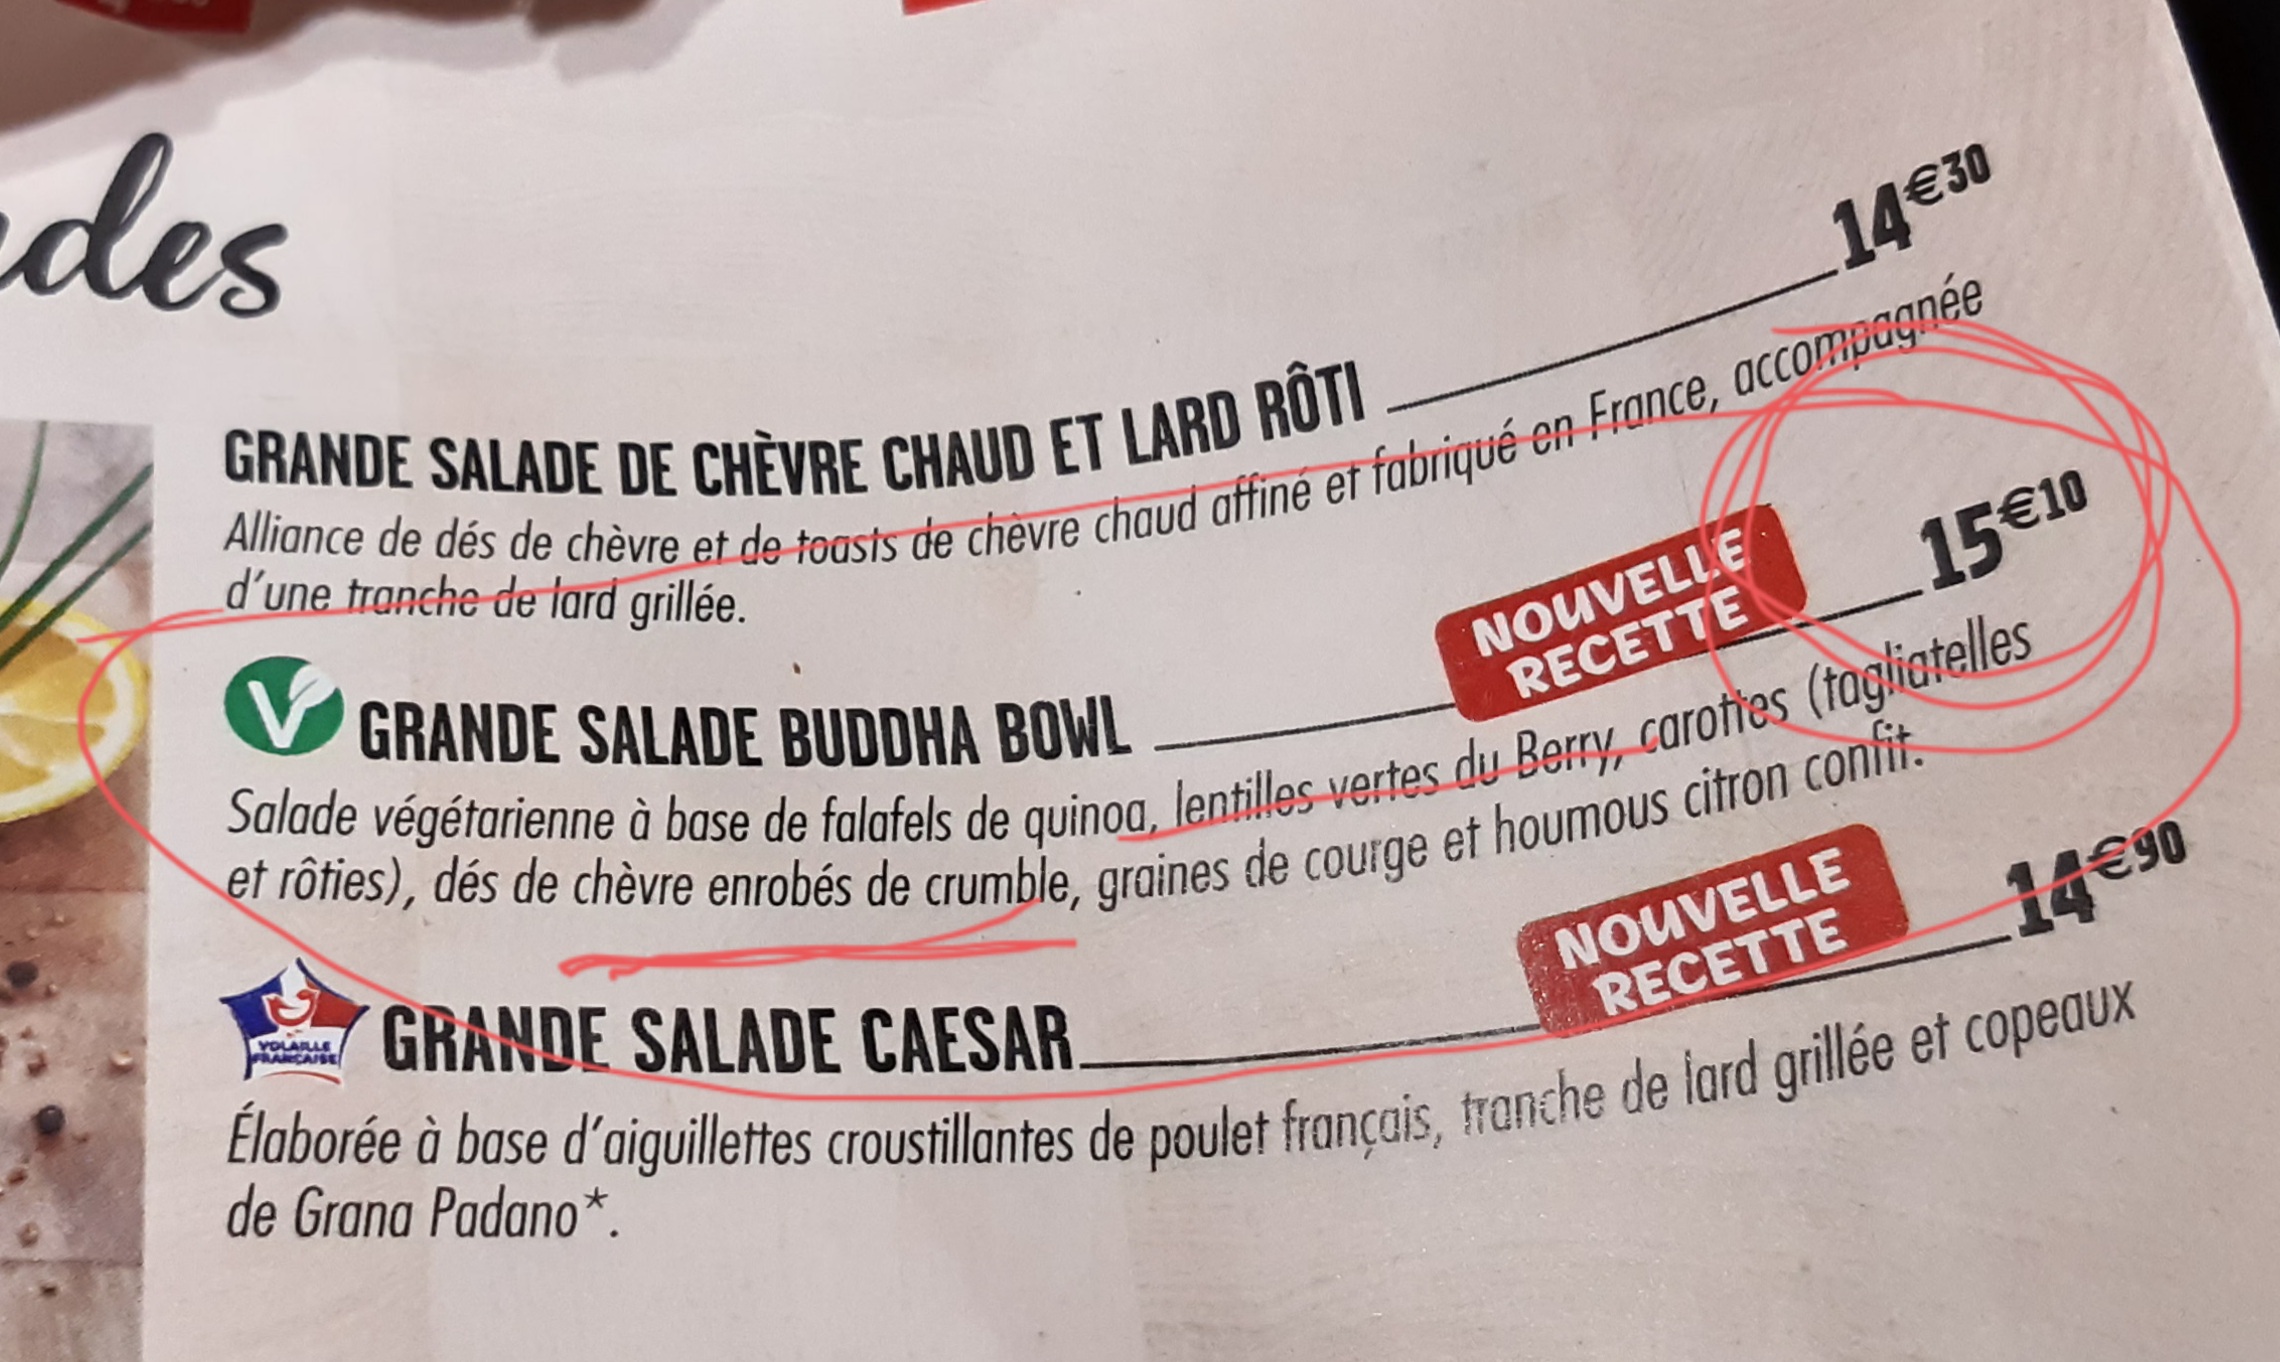 des
GRANDE SALADE DE CHÈVRE CHAUD ET LARD RÔTI 14€30
Alliance de dés de chèvre et de toasts de chèvre chaud affiné et fabriqué en France, accompagnée
d'une tranche de lard grillée.
NOUVELLE
RECETTE
V GRANDE SALADE BUDDHA BOWL 15€10
Salade végétarienne à base de falafels de quinoa, lentilles vertes du Berry, carottes (tagliatelles
et rôties), dés de chèvre enrobés de crumble, graines de courge et houmous citron confit.
NOUVELLE
RECETTE
VOLAILLE
FRANÇAISE
GRANDE SALADE CAESAR 14€90
Élaborée à base d'aiguillettes croustillantes de poulet français, tranche de lard grillée et copeaux
de Grana Padano*.